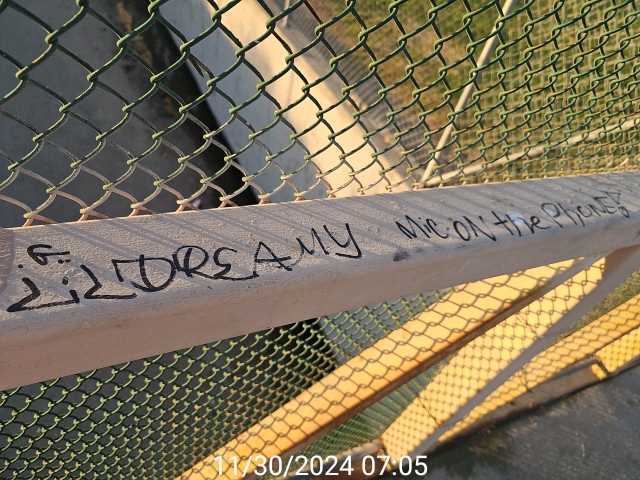 I.G.
LiL DREAMY Mic ON the PHONE
11/30/2024 07:05